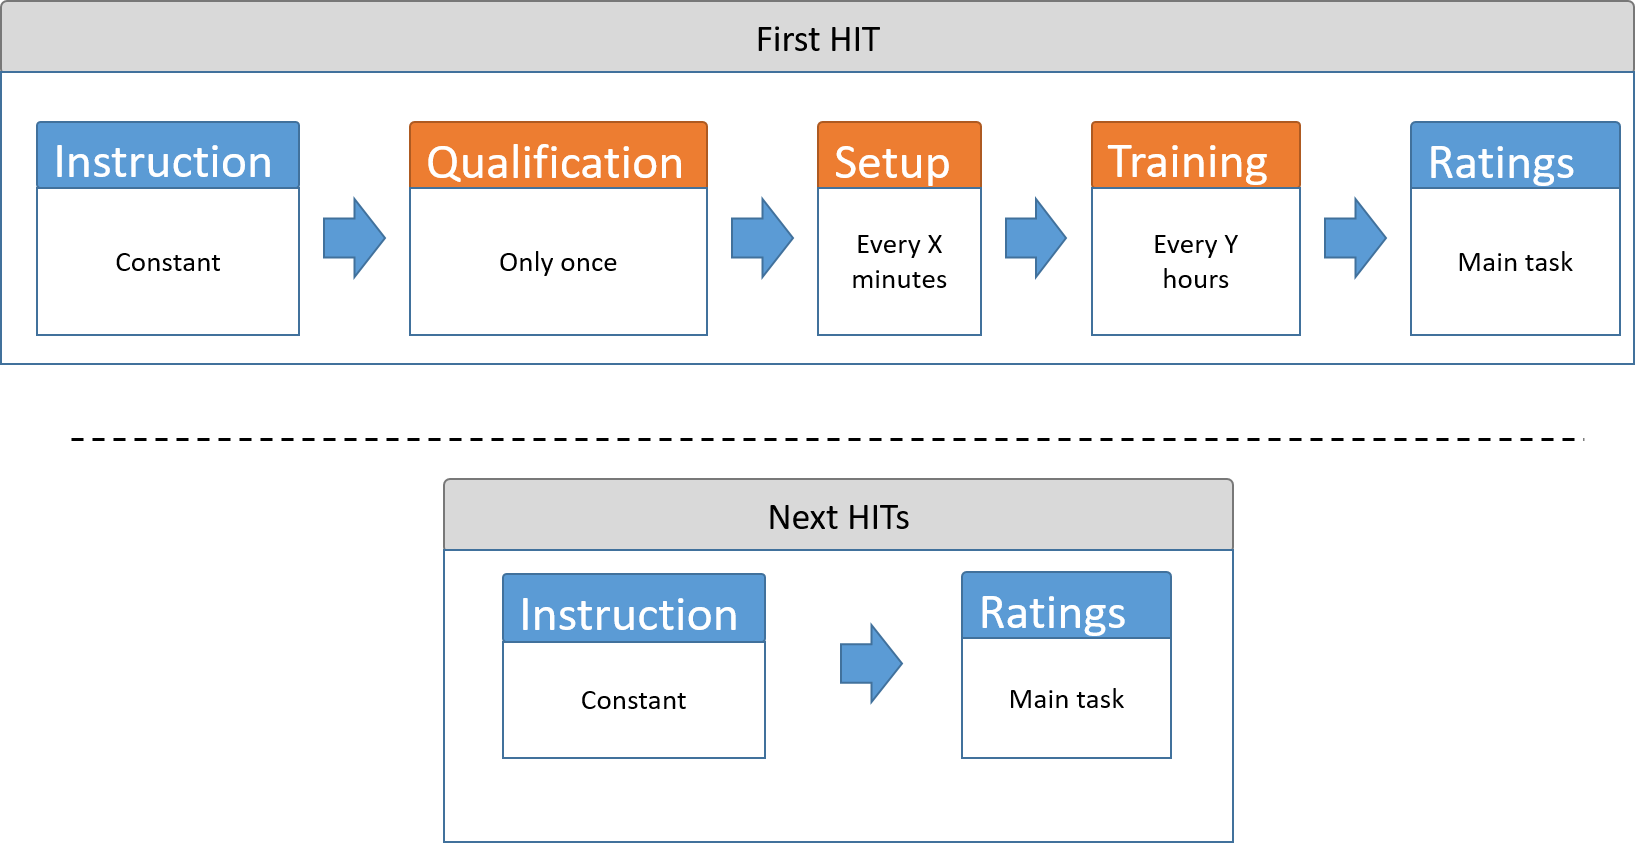 First HIT
Instruction
Constant
Qualification
Only once
Setup
Every X
minutes
Training
Every Y
hours
Ratings
Main task
Next HITs
Instruction
Constant
Ratings
Main task